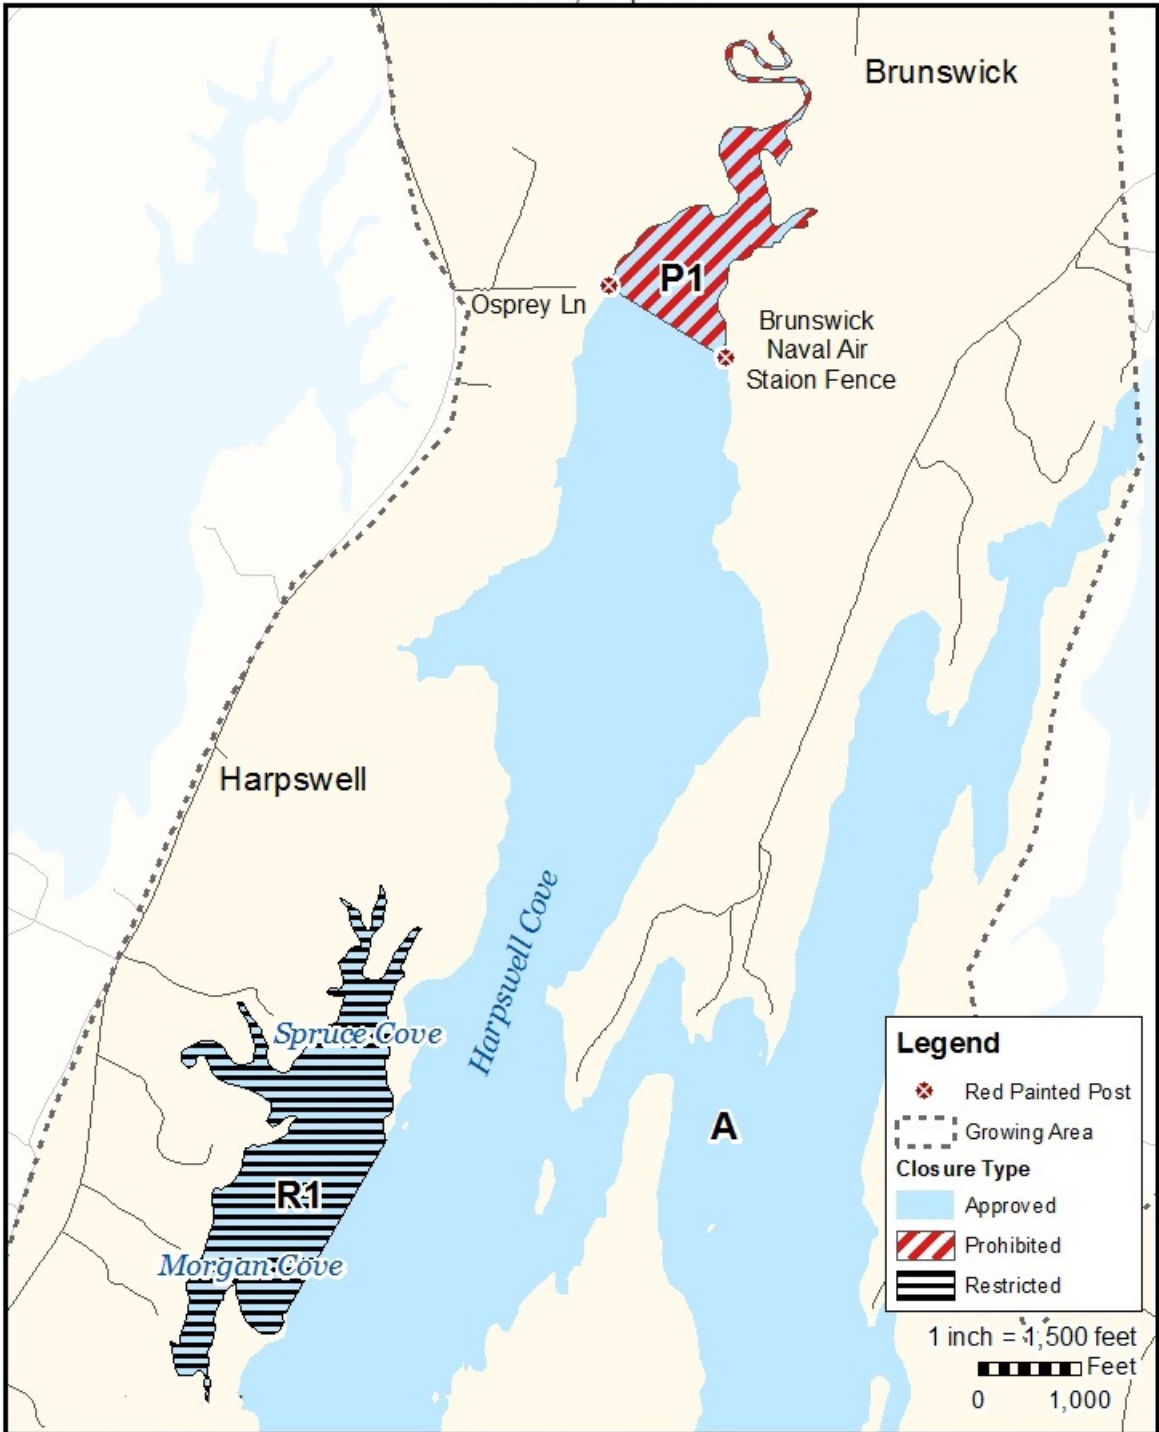 Brunswick
P1
Osprey Ln
Brunswick
Naval Air
Staion Fence
Harpswell
Harpswell Cove
Spruce Cove
A
R1
Morgan Cove
Legend
Red Painted Post
Growing Area
Closure Type
Approved
Prohibited
Restricted
1 inch = 1,500 feet
Feet
0 1,000